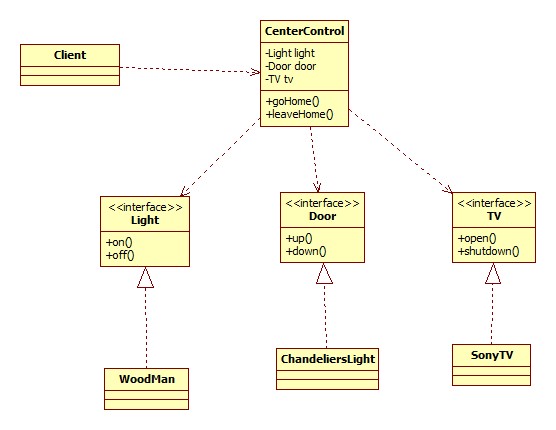 CenterControl
-Light light
-Door door
-TV tv
+goHome()
+leaveHome()
Client
<<interface>>
Light
+on()
+off()
<<interface>>
Door
+up()
+down()
<<interface>>
TV
+open()
+shutdown()
WoodMan
ChandeliersLight
SonyTV